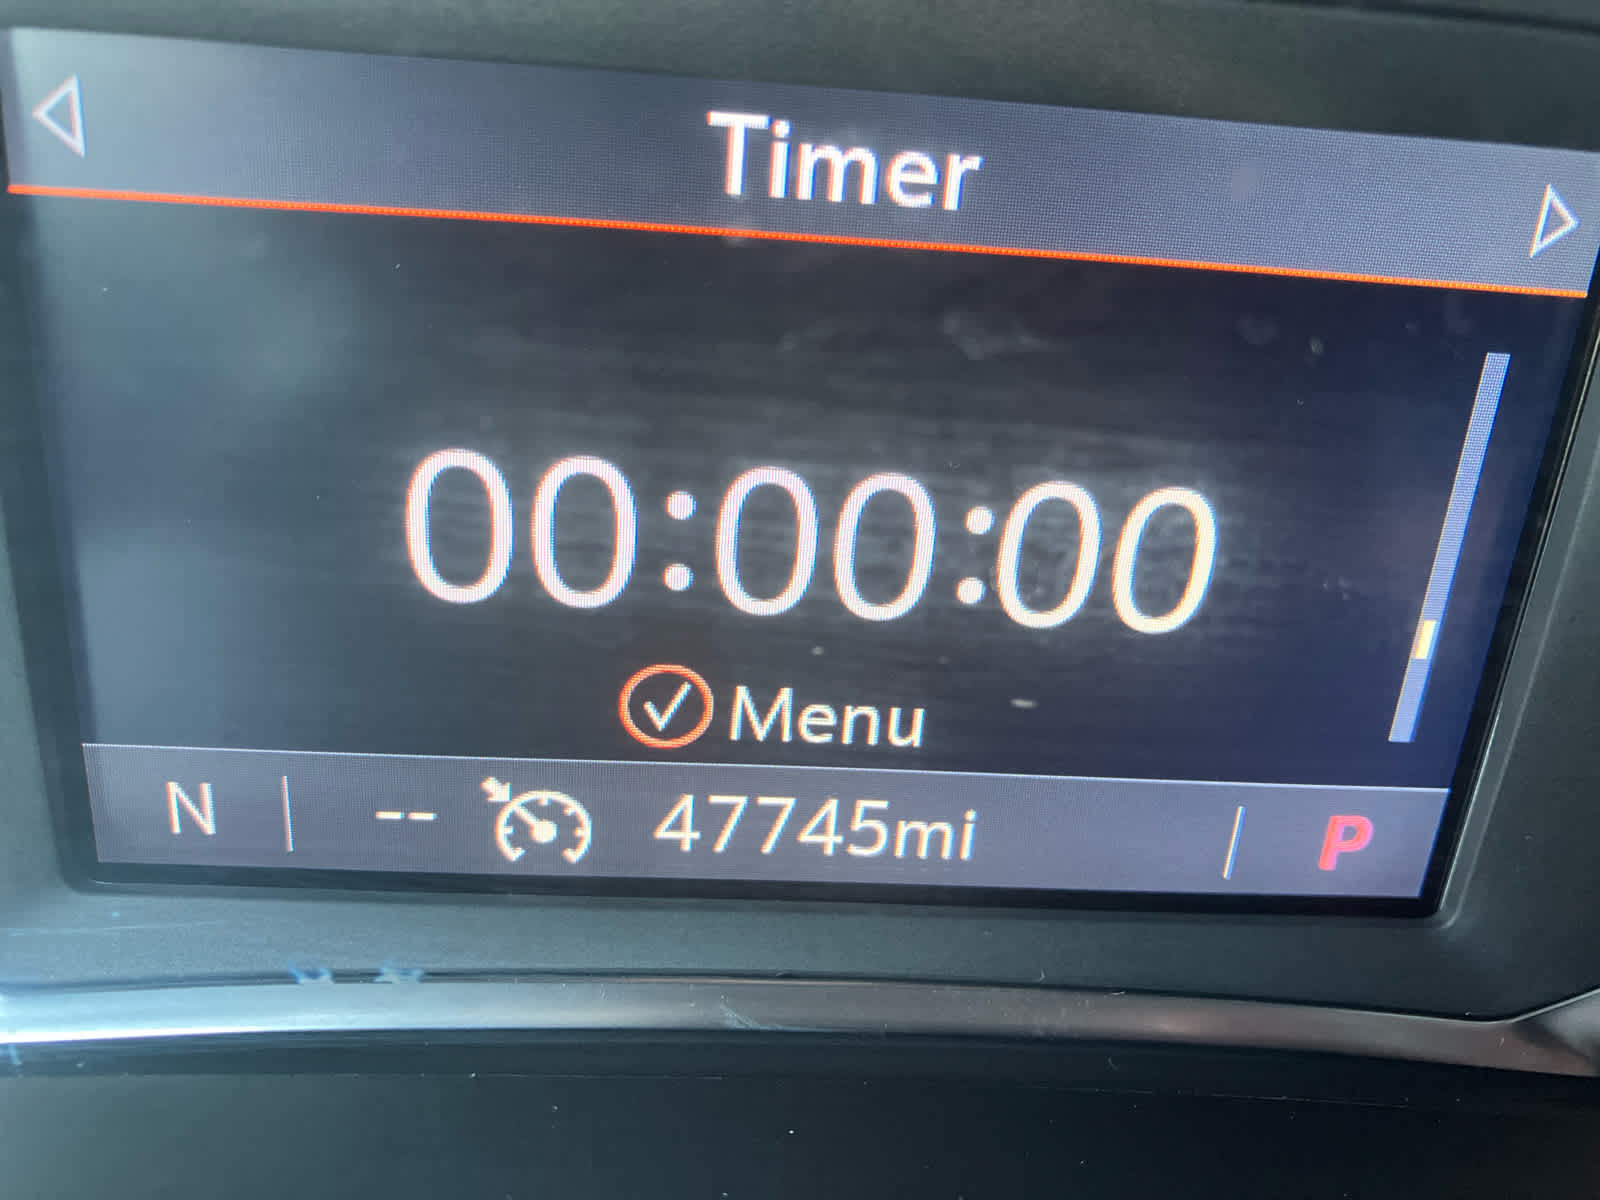 Timer
00:00:00
Menu
N -- 47745mi P